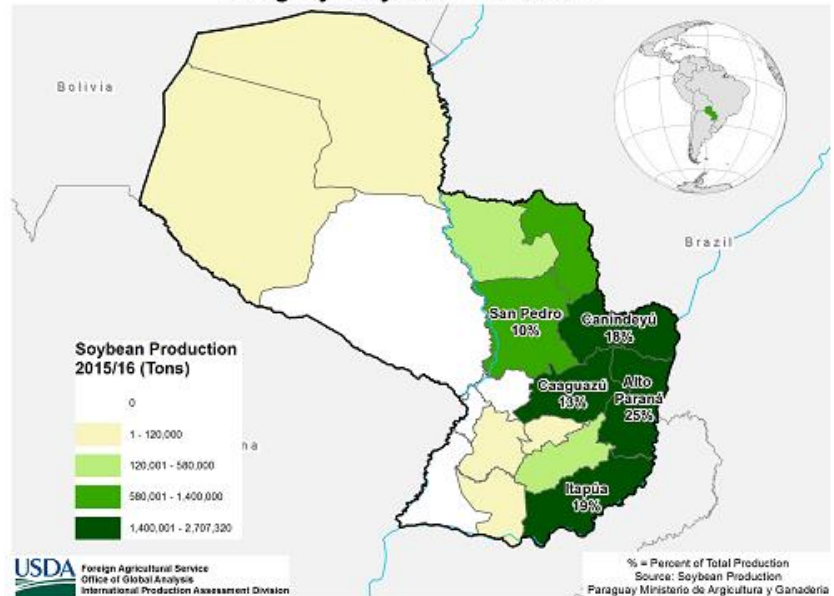 Bolivia
Brazil
San Pedro
10%
Canindeyú
18%
Caaguazú
13%
Alto
Paraná
25%
Itapúa
19%
Soybean Production
2015/16 (Tons)
0
1 - 120,000
120,001 - 580,000
580,001 - 1,400,000
1,400,001 - 2,707,320
USDA
Foreign Agricultural Service
Office of Global Analysis
International Production Assessment Division
% = Percent of Total Production
Source: Soybean Production
Paraguay Ministerio de Argicultura y Ganaderia